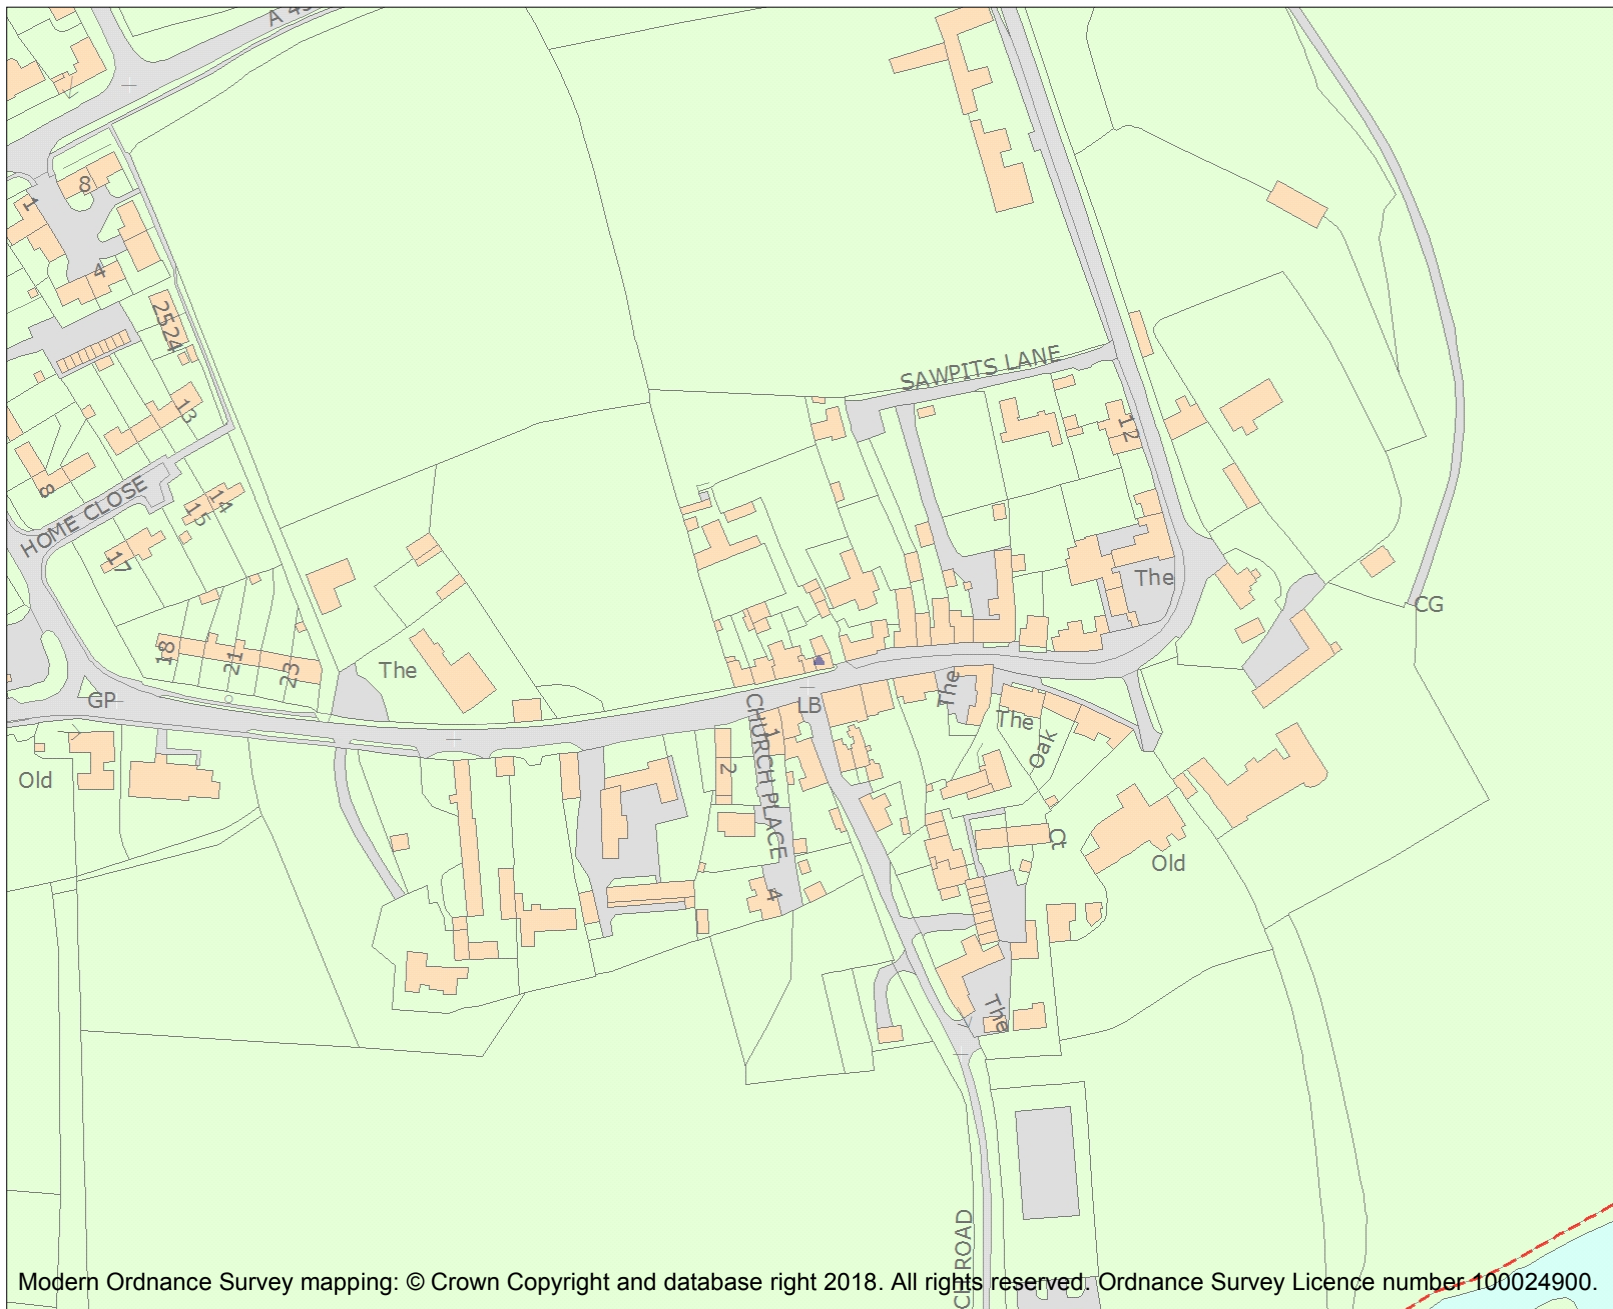 8
1
4
2524
SAWPITS LANE
13
12
8
14
15
HOME CLOSE
17
The
CG
18
21
23
The
GP
The
LB
The
Oak
CHURCH PLACE
1
2
Old
Ct
Old
4
The
ROAD
Modern Ordnance Survey mapping: © Crown Copyright and database right 2018. All rights reserved. Ordnance Survey Licence number 100024900.